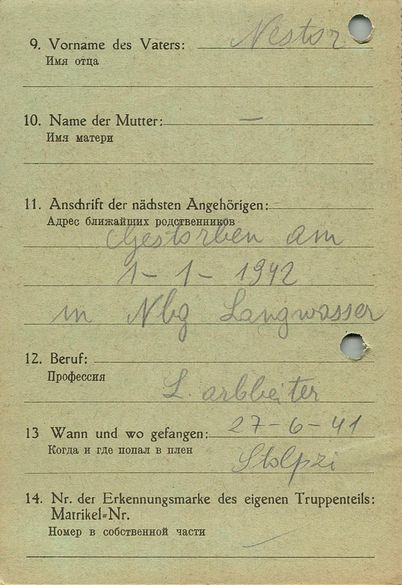 9. Vorname des Vaters: Nestor
Имя отца
10. Name der Mutter: —
Имя матери
11. Anschrift der nächsten Angehörigen:
Адрес ближайших родственников
Gestorben am
1 - 1 - 1942
in Nbg Langwasser
12. Beruf:
Профессия
L. arbbeiter
13 Wann und wo gefangen: 27-6-41
Когда и где попал в плен
Stolpzi
14. Nr. der Erkennungsmarke des eigenen Truppenteils:
Matrikel-Nr.
Номер в собственной части
—